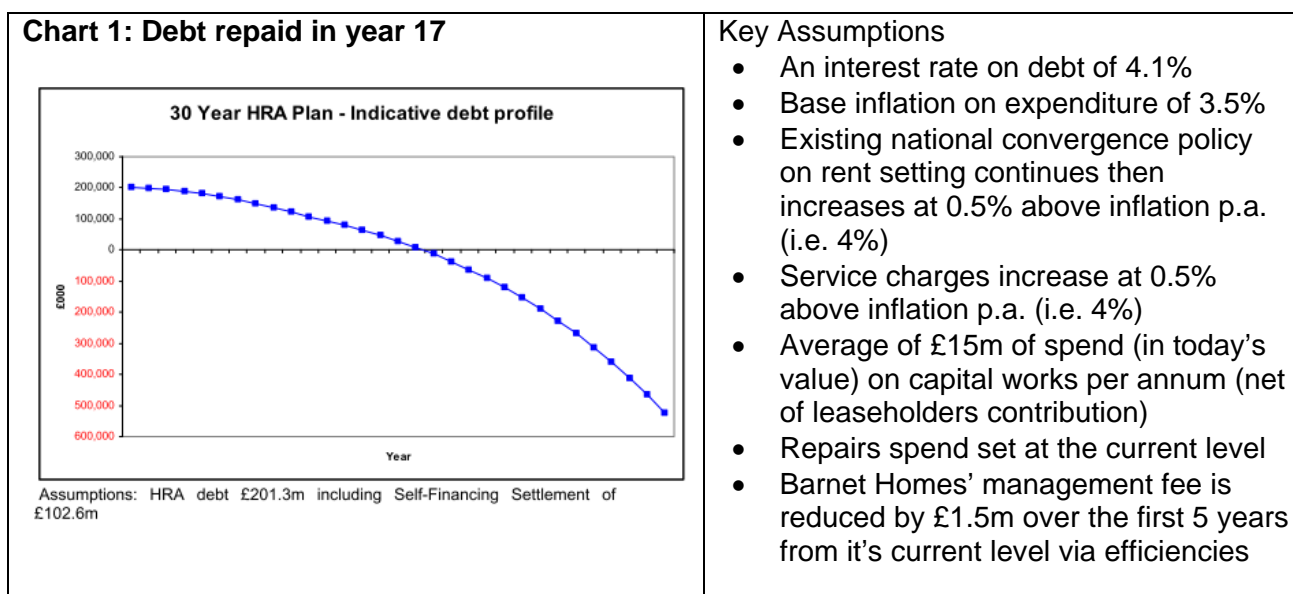 Chart 1: Debt repaid in year 17
30 Year HRA Plan - Indicative debt profile
300,000
200,000
100,000
0
100,000
200,000
300,000
400,000
500,000
600,000
£000
Year
Assumptions: HRA debt £201.3m including Self-Financing Settlement of
£102.6m
Key Assumptions
• An interest rate on debt of 4.1%
• Base inflation on expenditure of 3.5%
• Existing national convergence policy
on rent setting continues then
increases at 0.5% above inflation p.a.
(i.e. 4%)
• Service charges increase at 0.5%
above inflation p.a. (i.e. 4%)
• Average of £15m of spend (in today's
value) on capital works per annum (net
of leaseholders contribution)
• Repairs spend set at the current level
• Barnet Homes' management fee is
reduced by £1.5m over the first 5 years
from it's current level via efficiencies